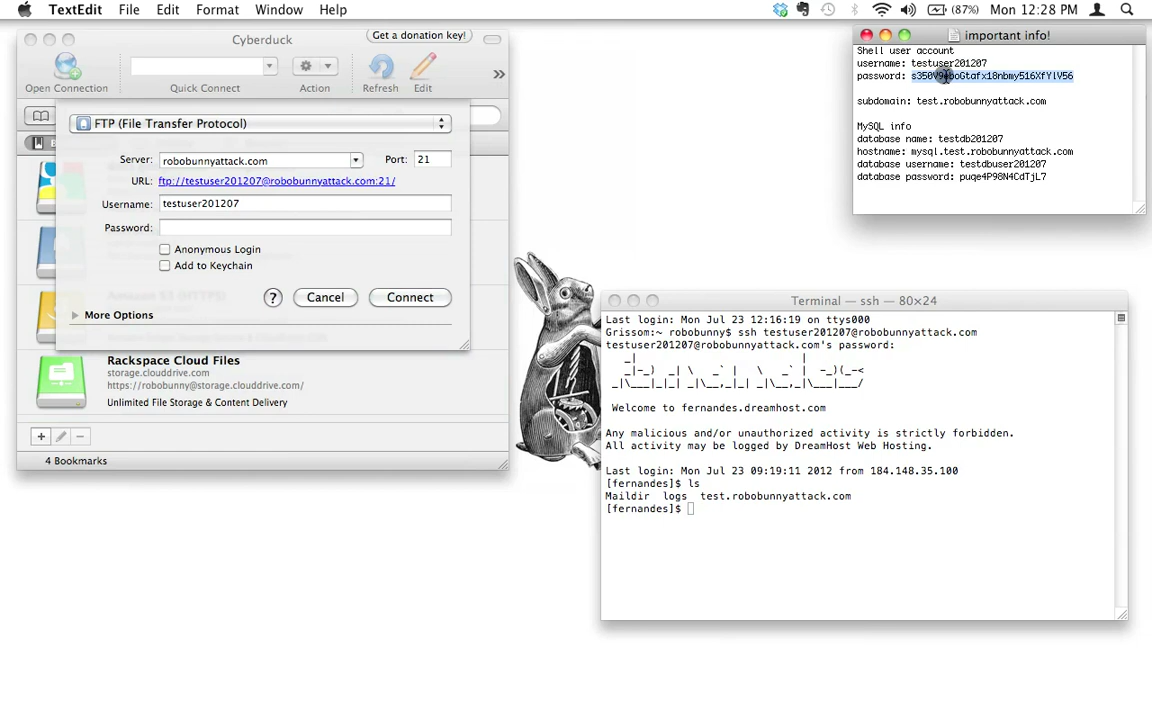 TextEdit File Edit Format Window Help
(87%) Mon 12:28 PM
Cyberduck
Get a donation key!
Open Connection Quick Connect Action Refresh Edit
FTP (File Transfer Protocol)
Server: robobunnyattack.com Port: 21
URL: ftp://testuser201207@robobunnyattack.com:21/
Username: testuser201207
Password:
Anonymous Login
Add to Keychain
? Cancel Connect
More Options
Rackspace Cloud Files
storage.clouddrive.com
https://robobunny@storage.clouddrive.com/
Unlimited File Storage & Content Delivery
4 Bookmarks
important info!
Shell user account
username: testuser201207
password:
subdomain: test.robobunnyattack.com
MySQL info
database name: testdb201207
hostname: mysql.test.robobunnyattack.com
database username: testdbuser201207
database password: puqe4P98N4CdTjL7
Terminal — ssh — 80×24
Last login: Mon Jul 23 12:16:19 on ttys000
Grissom:~ robobunny$ ssh testuser201207@robobunnyattack.com
testuser201207@robobunnyattack.com's password:
Welcome to fernandes.dreamhost.com
Any malicious and/or unauthorized activity is strictly forbidden.
All activity may be logged by DreamHost Web Hosting.
Last login: Mon Jul 23 09:19:11 2012 from 184.148.35.100
[fernandes]$ ls
Maildir logs test.robobunnyattack.com
[fernandes]$